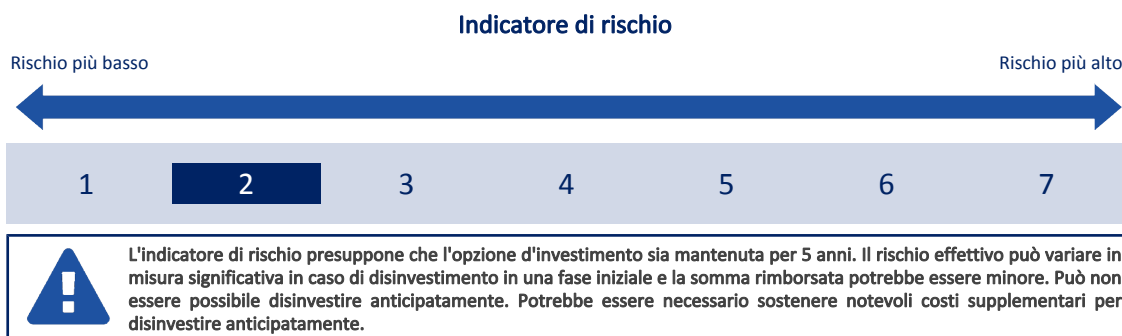 Indicatore di rischio
Rischio più basso
Rischio più alto
1 2 3 4 5 6 7
L'indicatore di rischio presuppone che l'opzione d'investimento sia mantenuta per 5 anni. Il rischio effettivo può variare in
misura significativa in caso di disinvestimento in una fase iniziale e la somma rimborsata potrebbe essere minore. Può non
essere possibile disinvestire anticipatamente. Potrebbe essere necessario sostenere notevoli costi supplementari per
disinvestire anticipatamente.